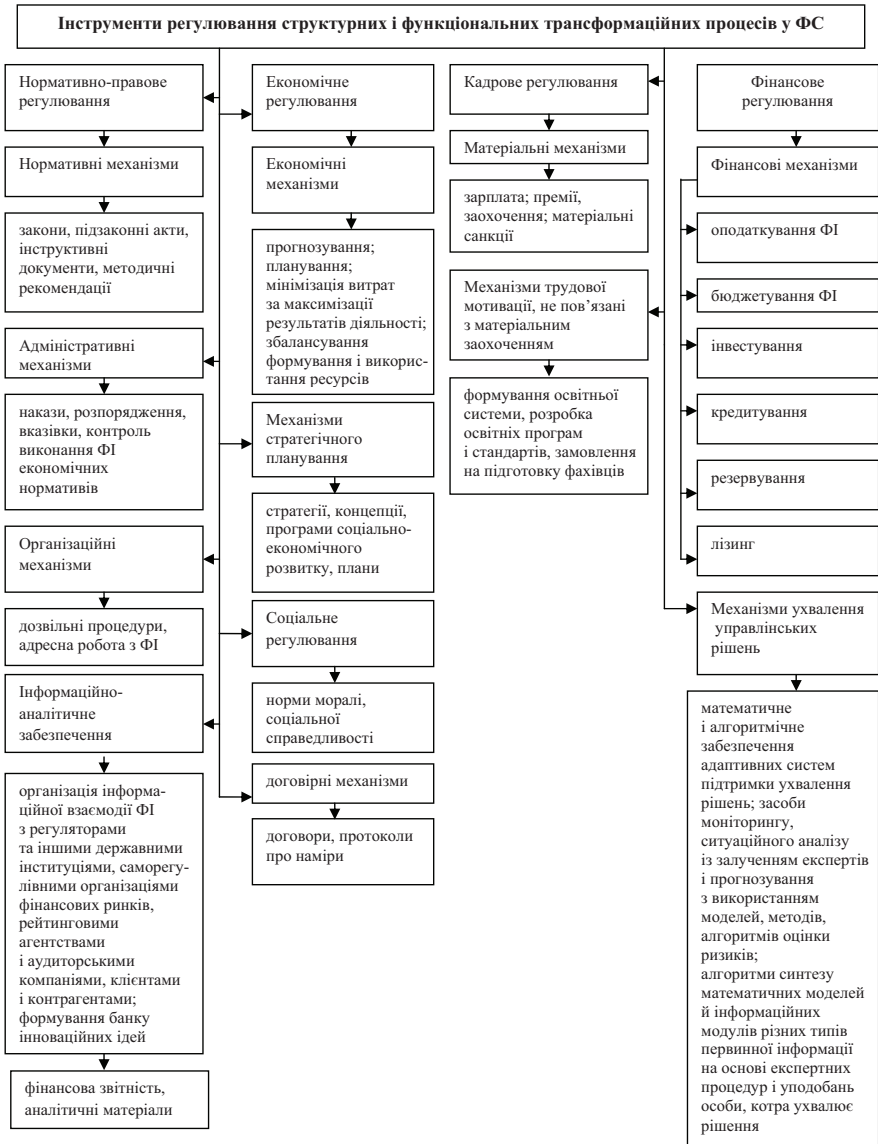 Інструменти регулювання структурних і функціональних трансформаційних процесів у ФС
Нормативно-правове
регулювання
Нормативні механізми
закони, підзаконні акти,
інструктивні
документи, методичні
рекомендації
Адміністративні
механізми
накази, розпорядження,
вказівки, контроль
виконання ФІ
економічних
нормативів
Організаційні
механізми
дозвільні процедури,
адресна робота з ФІ
Інформаційно-
аналітичне
забезпечення
організація інформа-
ційної взаємодії ФІ
з регуляторами
та іншими державними
інституціями, саморегу-
лівними організаціями
фінансових ринків,
рейтинговими
агентствами
і аудиторськими
компаніями, клієнтами
і контрагентами;
формування банку
інноваційних ідей
фінансова звітність,
аналітичні матеріали
Економічне
регулювання
Економічні
механізми
прогнозування;
планування;
мінімізація витрат
за максимізації
результатів діяльності;
збалансування
формування і викорис-
тання ресурсів
Механізми
стратегічного
планування
стратегії, концепції,
програми соціально-
економічного
розвитку, плани
Соціальне
регулювання
норми моралі,
соціальної
справедливості
договірні механізми
договори, протоколи
про наміри
Кадрове регулювання
Матеріальні механізми
зарплата; премії,
заохочення; матеріальні
санкції
Механізми трудової
мотивації, не пов’язані
з матеріальним
заохоченням
формування освітньої
системи, розробка
освітніх програм
і стандартів, замовлення
на підготовку фахівців
Фінансове
регулювання
Фінансові механізми
оподаткування ФІ
бюджетування ФІ
інвестування
кредитування
резервування
лізинг
Механізми ухвалення
управлінських
рішень
математичне
і алгоритмічне
забезпечення
адаптивних систем
підтримки ухвалення
рішень; засоби
моніторингу,
ситуаційного аналізу
із залученням експертів
і прогнозування
з використанням
моделей, методів,
алгоритмів оцінки
ризиків;
алгоритми синтезу
математичних моделей
й інформаційних
модулів різних типів
первинної інформації
на основі експертних
процедур і уподобань
особи, котра ухвалює
рішення